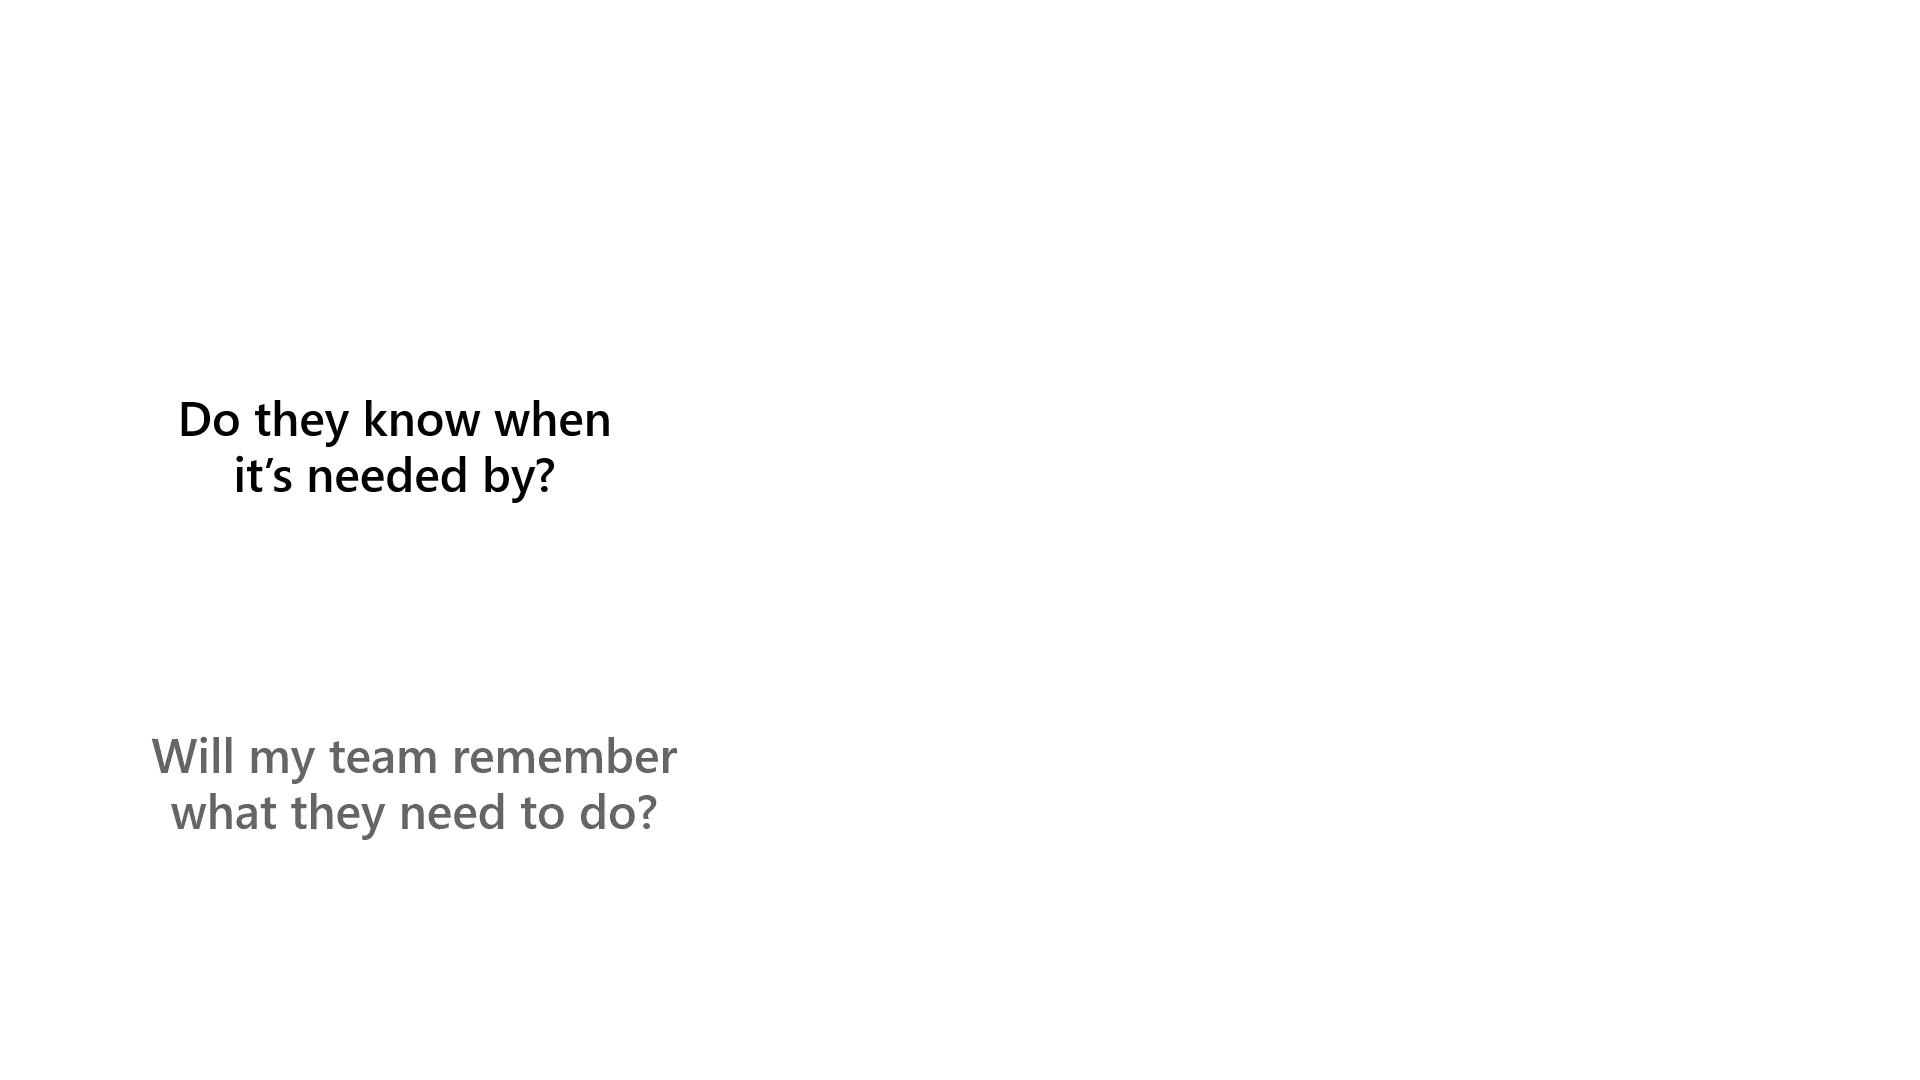 Do they know when
it’s needed by?
Will my team remember
what they need to do?